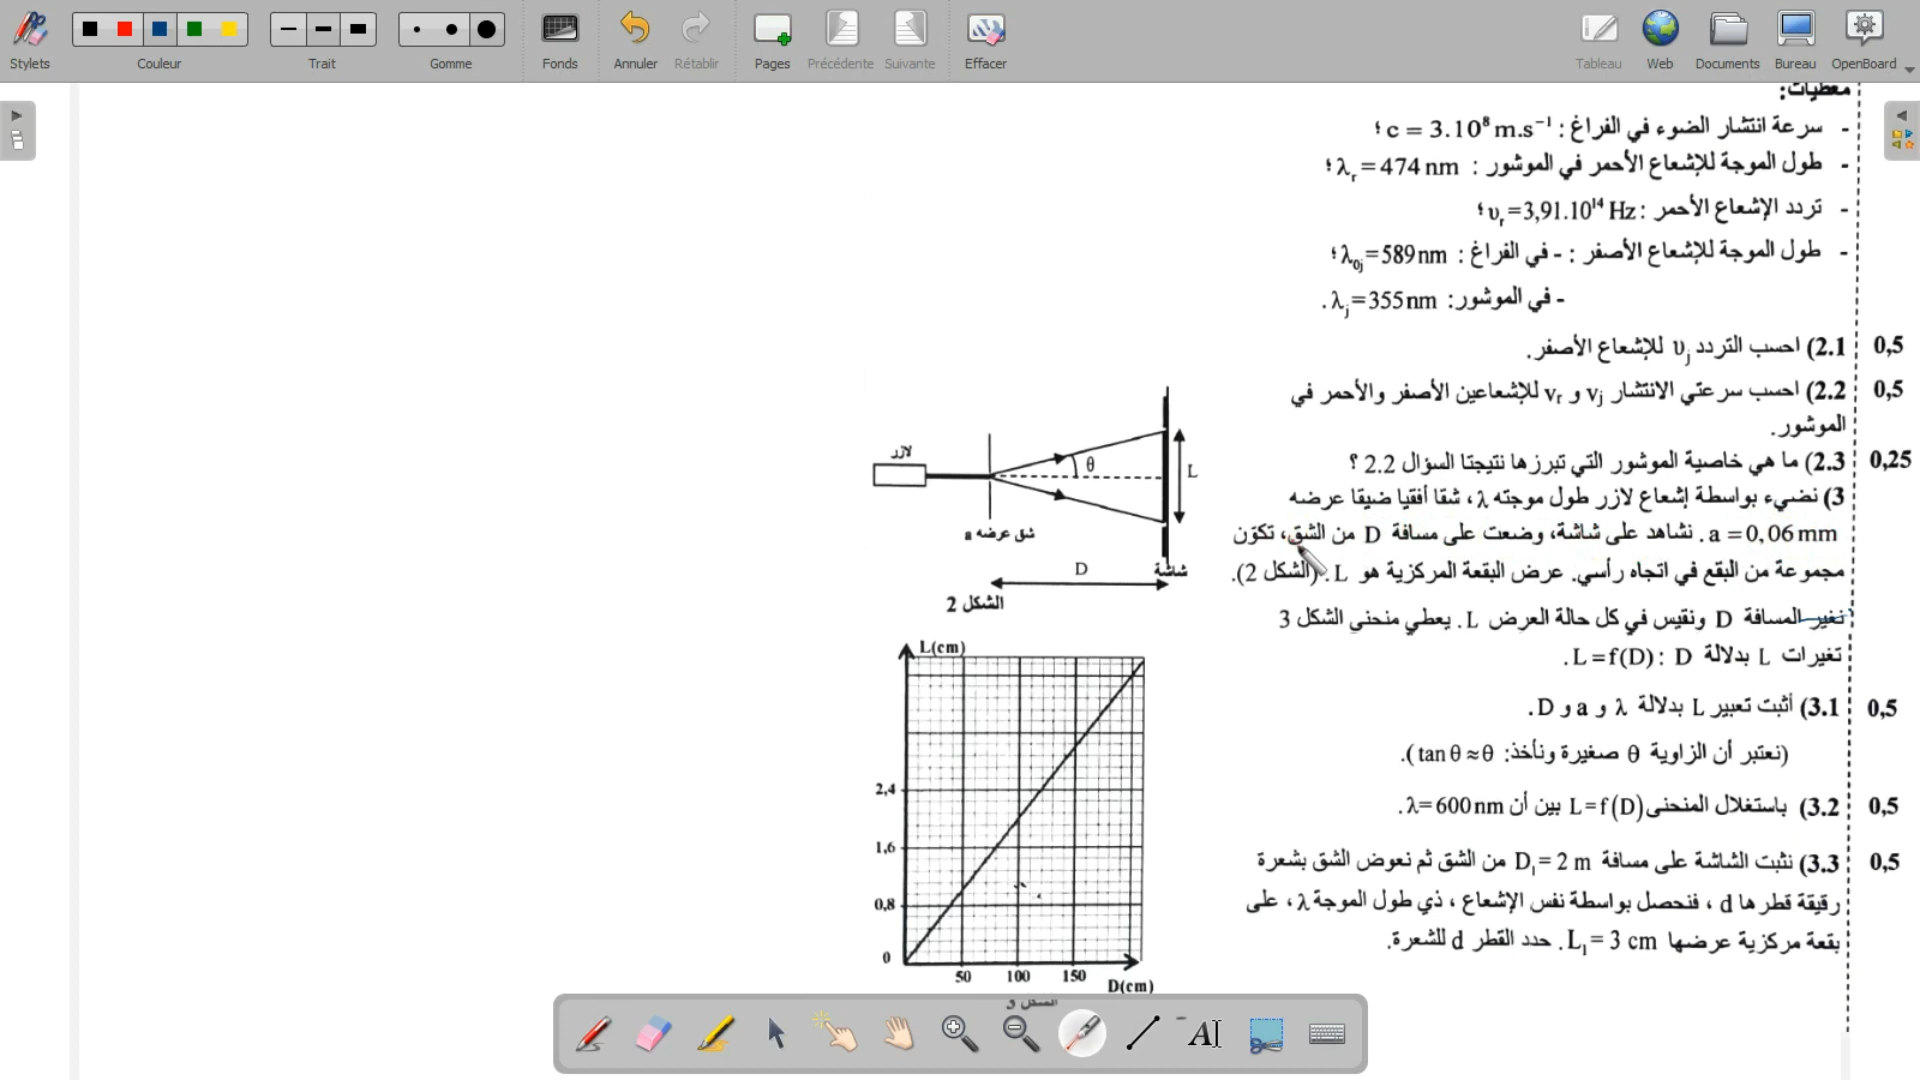 Stylets
Couleur
Trait
Gomme
Fonds
Annuler
Rétablir
Pages
Précédente
Suivante
Effacer
Tableau
Web
Documents
Bureau
OpenBoard
معطيات:
- سرعة انتشار الضوء في الفراغ : c = 3.10⁸ m.s⁻¹ ؛
- طول الموجة للإشعاع الأحمر في الموشور : λr = 474 nm ؛
- تردد الإشعاع الأحمر : υr = 3,91.10¹⁴ Hz ؛
- طول الموجة للإشعاع الأصفر : - في الفراغ : λ0j = 589 nm ؛
- في الموشور: λj = 355 nm .
0,5 2.1) احسب التردد υj للإشعاع الأصفر.
0,5 2.2) احسب سرعتي الانتشار vj و vr للإشعاعين الأصفر والأحمر في
الموشور.
0,25 2.3) ما هي خاصية الموشور التي تبرزها نتيجتا السؤال 2.2 ؟
3) نضيء بواسطة إشعاع لازر طول موجته λ، شقا أفقيا ضيقا عرضه
a = 0,06 mm . نشاهد على شاشة، وضعت على مسافة D من الشق، تكوّن
مجموعة من البقع في اتجاه رأسي. عرض البقعة المركزية هو L . (الشكل 2).
نغير المسافة D ونقيس في كل حالة العرض L . يعطي منحنى الشكل 3
تغيرات L بدلالة D : L = f(D).
0,5 3.1) أثبت تعبير L بدلالة λ و a و D .
(نعتبر أن الزاوية θ صغيرة ونأخذ: tan θ ≈ θ ).
0,5 3.2) باستغلال المنحنى L = f(D) بين أن λ = 600 nm .
0,5 3.3) نثبت الشاشة على مسافة D₁ = 2 m من الشق ثم نعوض الشق بشعرة
رقيقة قطرها d ، فنحصل بواسطة نفس الإشعاع ، ذي طول الموجة λ ، على
بقعة مركزية عرضها L₁ = 3 cm . حدد القطر d للشعرة.
لازر
θ
L
شق عرضه a
شاشة
D
الشكل 2
L(cm)
2,4
1,6
0,8
0
50 100 150
D(cm)
الشكل 3